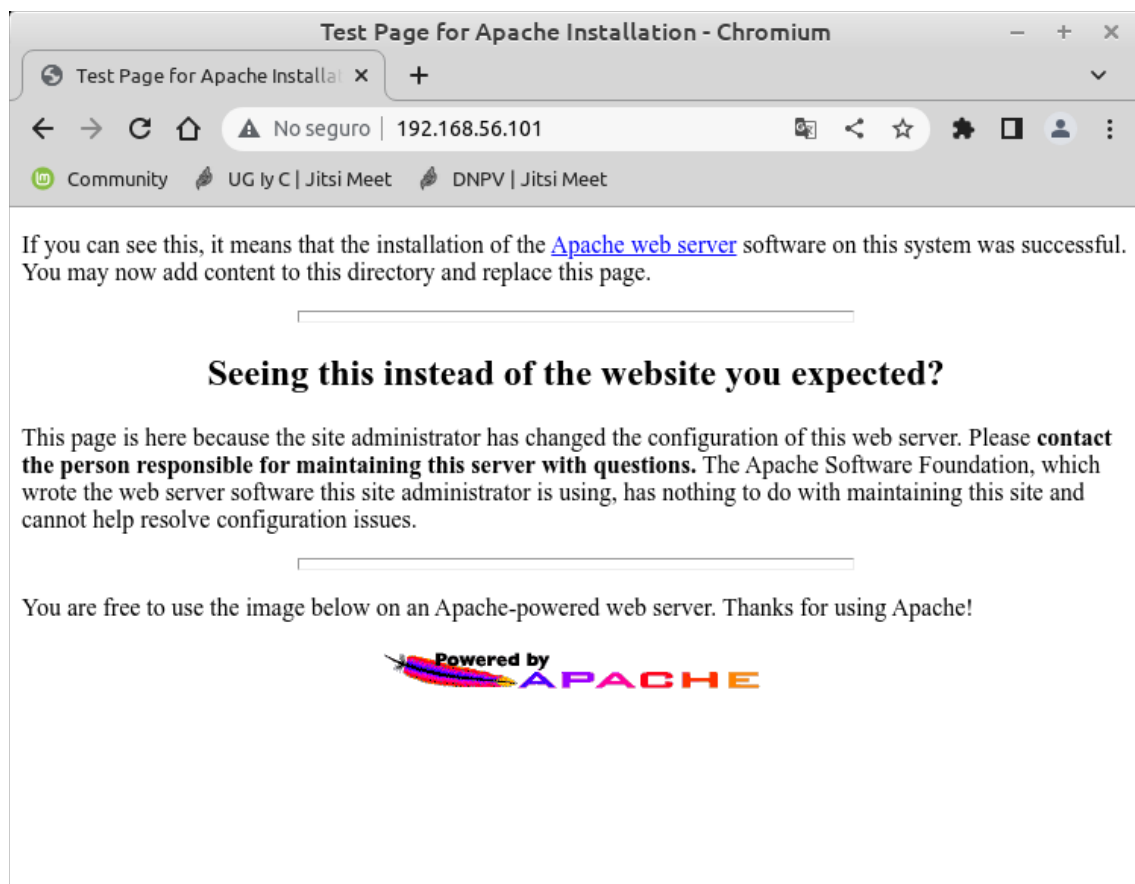 Test Page for Apache Installation - Chromium
Test Page for Apache Installat
No seguro | 192.168.56.101
Community UG Iy C | Jitsi Meet DNPV | Jitsi Meet
If you can see this, it means that the installation of the Apache web server software on this system was successful.
You may now add content to this directory and replace this page.
Seeing this instead of the website you expected?
This page is here because the site administrator has changed the configuration of this web server. Please contact
the person responsible for maintaining this server with questions. The Apache Software Foundation, which
wrote the web server software this site administrator is using, has nothing to do with maintaining this site and
cannot help resolve configuration issues.
You are free to use the image below on an Apache-powered web server. Thanks for using Apache!
Powered by
APACHE